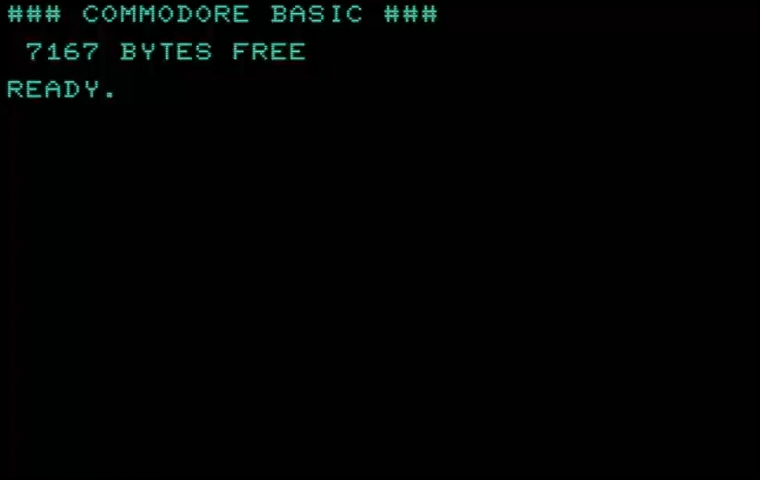 ### COMMODORE BASIC ###
7167 BYTES FREE
READY.